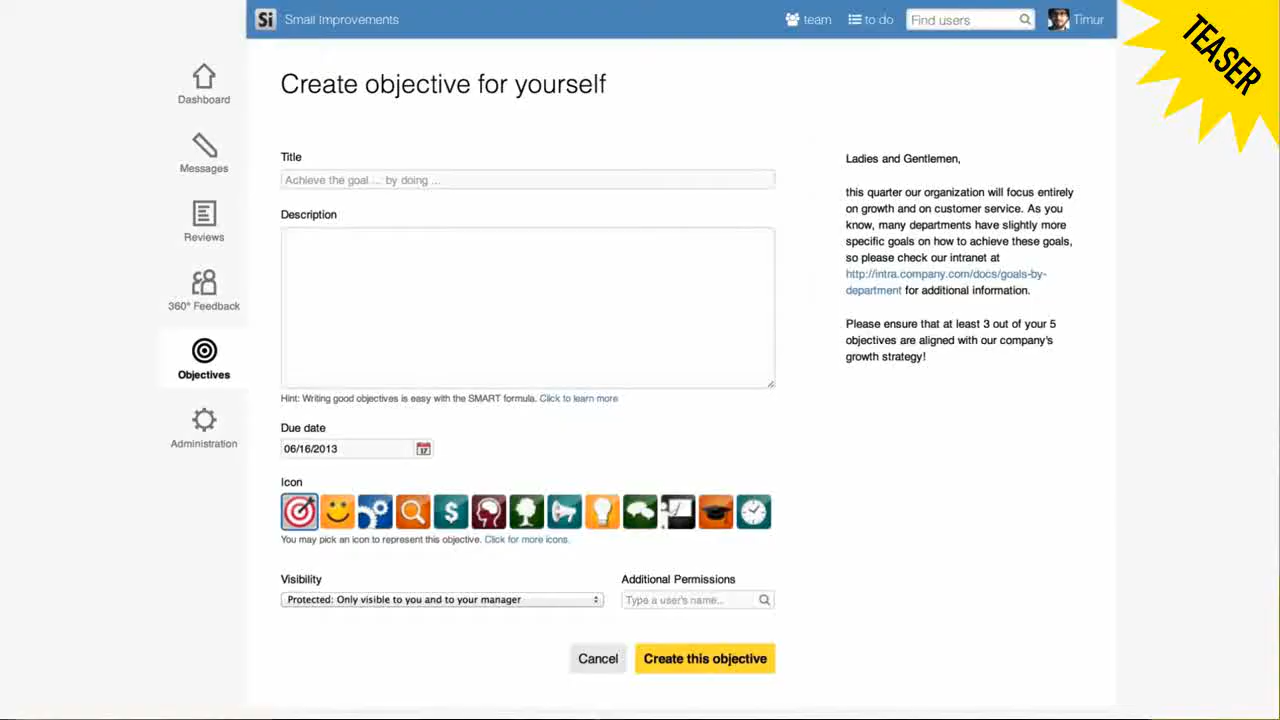 Si Small Improvements
team
to do
Find users
Timur
TEASER
Dashboard
Messages
Reviews
360° Feedback
Objectives
Administration
Create objective for yourself
Title
Achieve the goal ... by doing ...
Description
Hint: Writing good objectives is easy with the SMART formula. Click to learn more
Due date
06/16/2013
17
Icon
$
You may pick an icon to represent this objective. Click for more icons.
Visibility
Protected: Only visible to you and to your manager
Additional Permissions
Type a user's name...
Cancel
Create this objective
Ladies and Gentlemen,
this quarter our organization will focus entirely
on growth and on customer service. As you
know, many departments have slightly more
specific goals on how to achieve these goals,
so please check our intranet at
http://intra.company.com/docs/goals-by-
department for additional information.
Please ensure that at least 3 out of your 5
objectives are aligned with our company's
growth strategy!